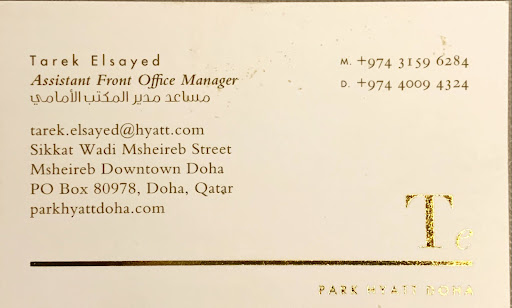 Tarek Elsayed
Assistant Front Office Manager
مساعد مدير المكتب الأمامي
M. +974 3159 6284
D. +974 4009 4324
tarek.elsayed@hyatt.com
Sikkat Wadi Msheireb Street
Msheireb Downtown Doha
PO Box 80978, Doha, Qatar
parkhyattdoha.com
Te
PARK HYATT DOHA